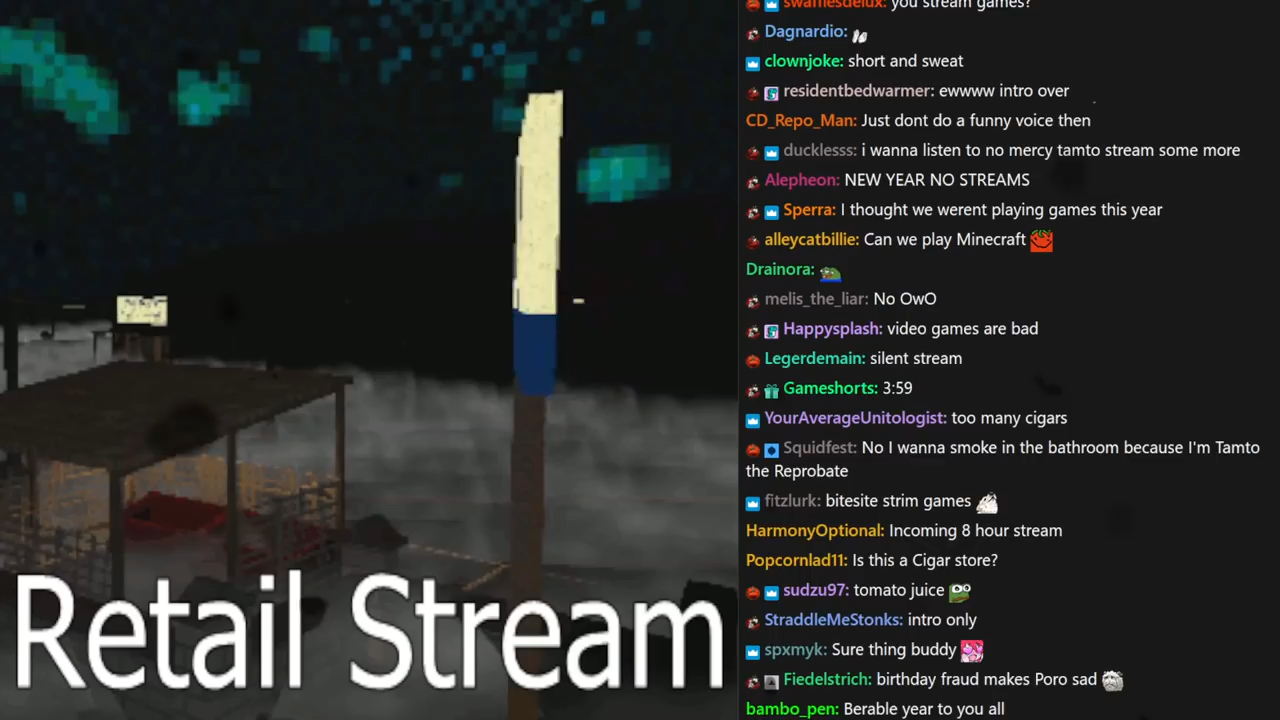 swafflesdelux: you stream games?
Dagnardio:
clownjoke: short and sweat
residentbedwarmer: ewwww intro over
CD_Repo_Man: Just dont do a funny voice then
ducklesss: i wanna listen to no mercy tamto stream some more
Alepheon: NEW YEAR NO STREAMS
Sperra: I thought we werent playing games this year
alleycatbillie: Can we play Minecraft
Drainora:
melis_the_liar: No OwO
Happysplash: video games are bad
Legerdemain: silent stream
Gameshorts: 3:59
YourAverageUnitologist: too many cigars
Squidfest: No I wanna smoke in the bathroom because I'm Tamto
the Reprobate
fitzlurk: bitesite strim games
HarmonyOptional: Incoming 8 hour stream
Popcornlad11: Is this a Cigar store?
sudzu97: tomato juice
StraddleMeStonks: intro only
spxmyk: Sure thing buddy
Fiedelstrich: birthday fraud makes Poro sad
bambo_pen: Berable year to you all
Retail Stream